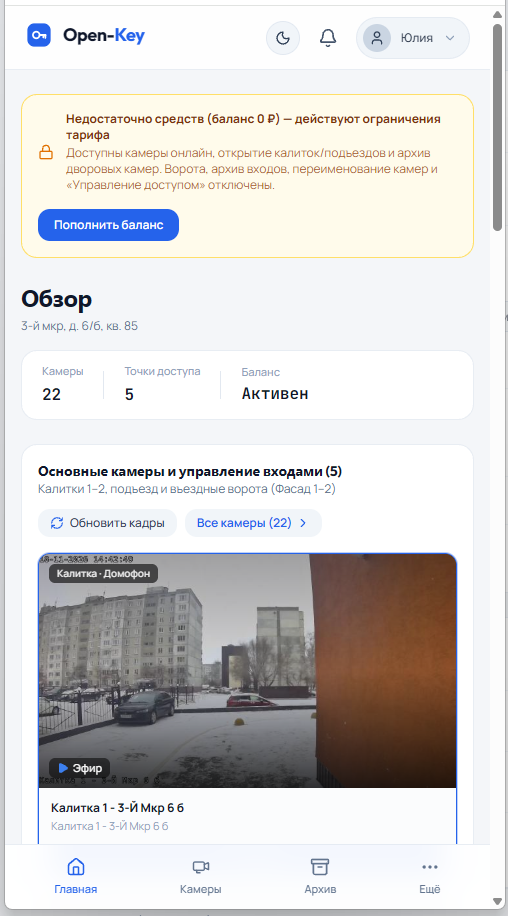 Open-Key
Юлия
Недостаточно средств (баланс 0 ₽) — действуют ограничения
тарифа
Доступны камеры онлайн, открытие калиток/подъездов и архив
дворовых камер. Ворота, архив входов, переименование камер и
«Управление доступом» отключены.
Пополнить баланс
Обзор
3-й мкр, д. 6/б, кв. 85
Камеры
Точки доступа
Баланс
22
5
Активен
Основные камеры и управление входами (5)
Калитки 1–2, подъезд и въездные ворота (Фасад 1–2)
Обновить кадры
Все камеры (22)
Калитка · Домофон
Эфир
Калитка 1 - 3-Й Мкр 6 б
Калитка 1 - 3-Й Мкр 6 б
Главная
Камеры
Архив
Ещё